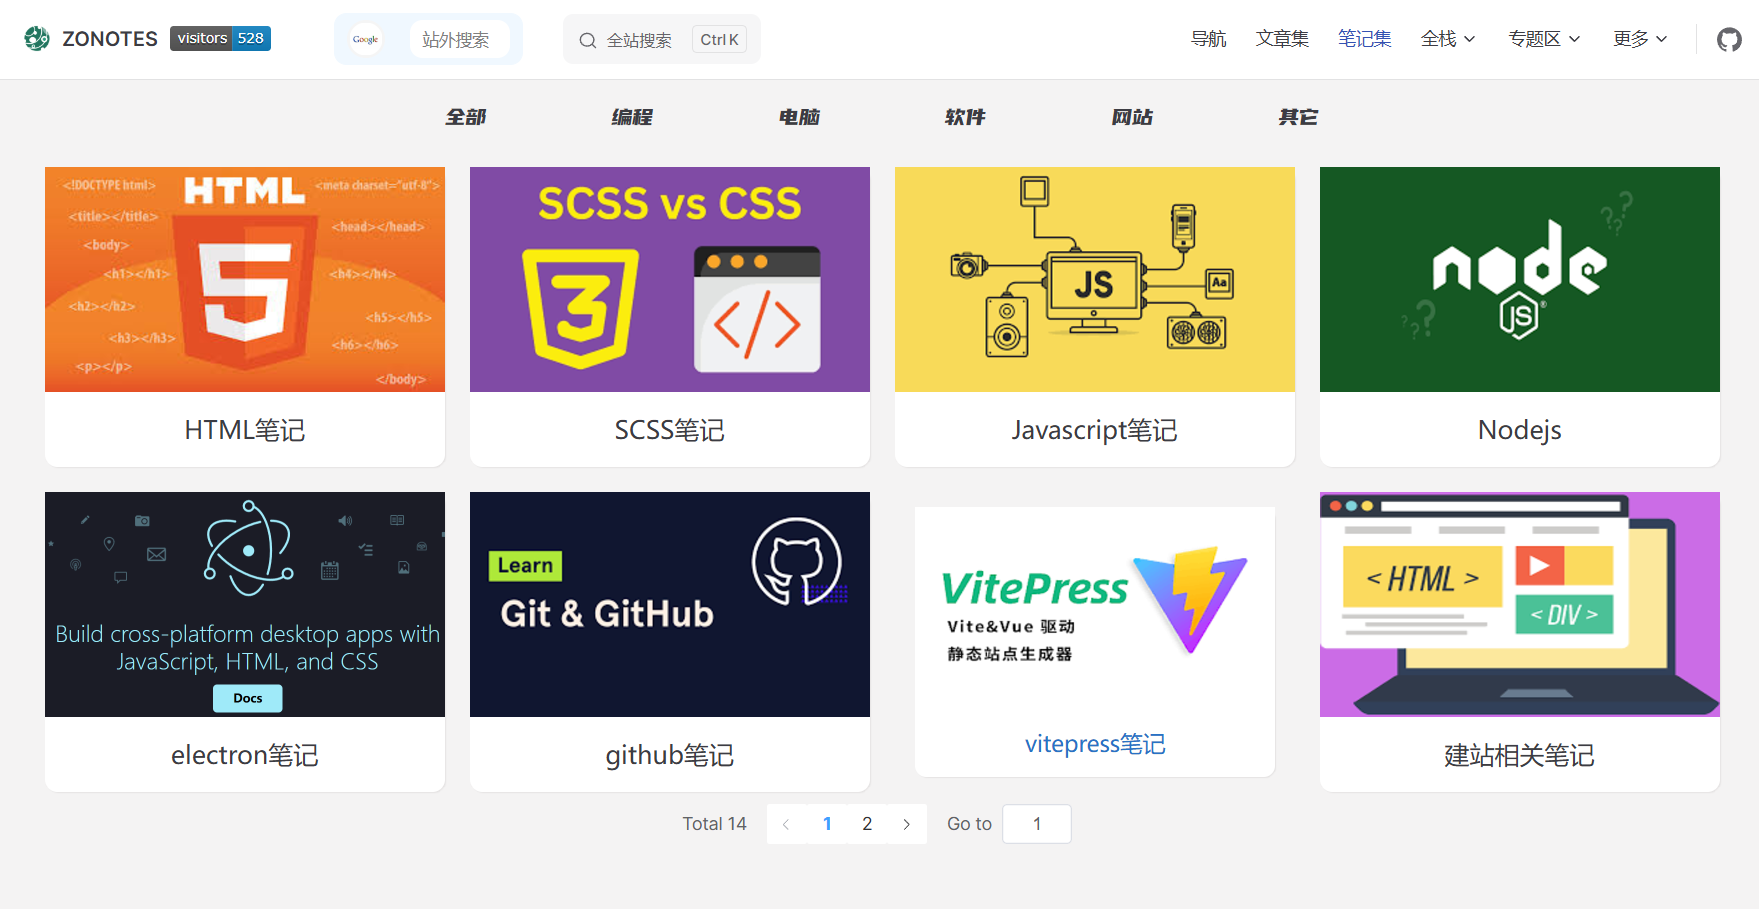 ZONOTES
visitors 528
Google
站外搜索
全站搜索
Ctrl K
导航
文章集
笔记集
全栈
专题区
更多
全部
编程
电脑
软件
网站
其它
<!DOCTYPE html>
HTML
<meta charset="utf-8">
<title></title>
<head></head>
<body>
<h1></h1>
<h4></h4>
<h2></h2>
<h5></h5>
<h3></h3>
<h6></h6>
<p></p>
</body>
5
HTML笔记
SCSS vs CSS
3
</>
SCSS笔记
JS
Aa
Javascript笔记
node
JS
®
???
???
Nodejs
Build cross-platform desktop apps with
JavaScript, HTML, and CSS
Docs
electron笔记
Learn
Git & GitHub
github笔记
VitePress
Vite&Vue 驱动
静态站点生成器
vitepress笔记
< HTML >
< DIV >
建站相关笔记
Total 14
1
2
Go to
1